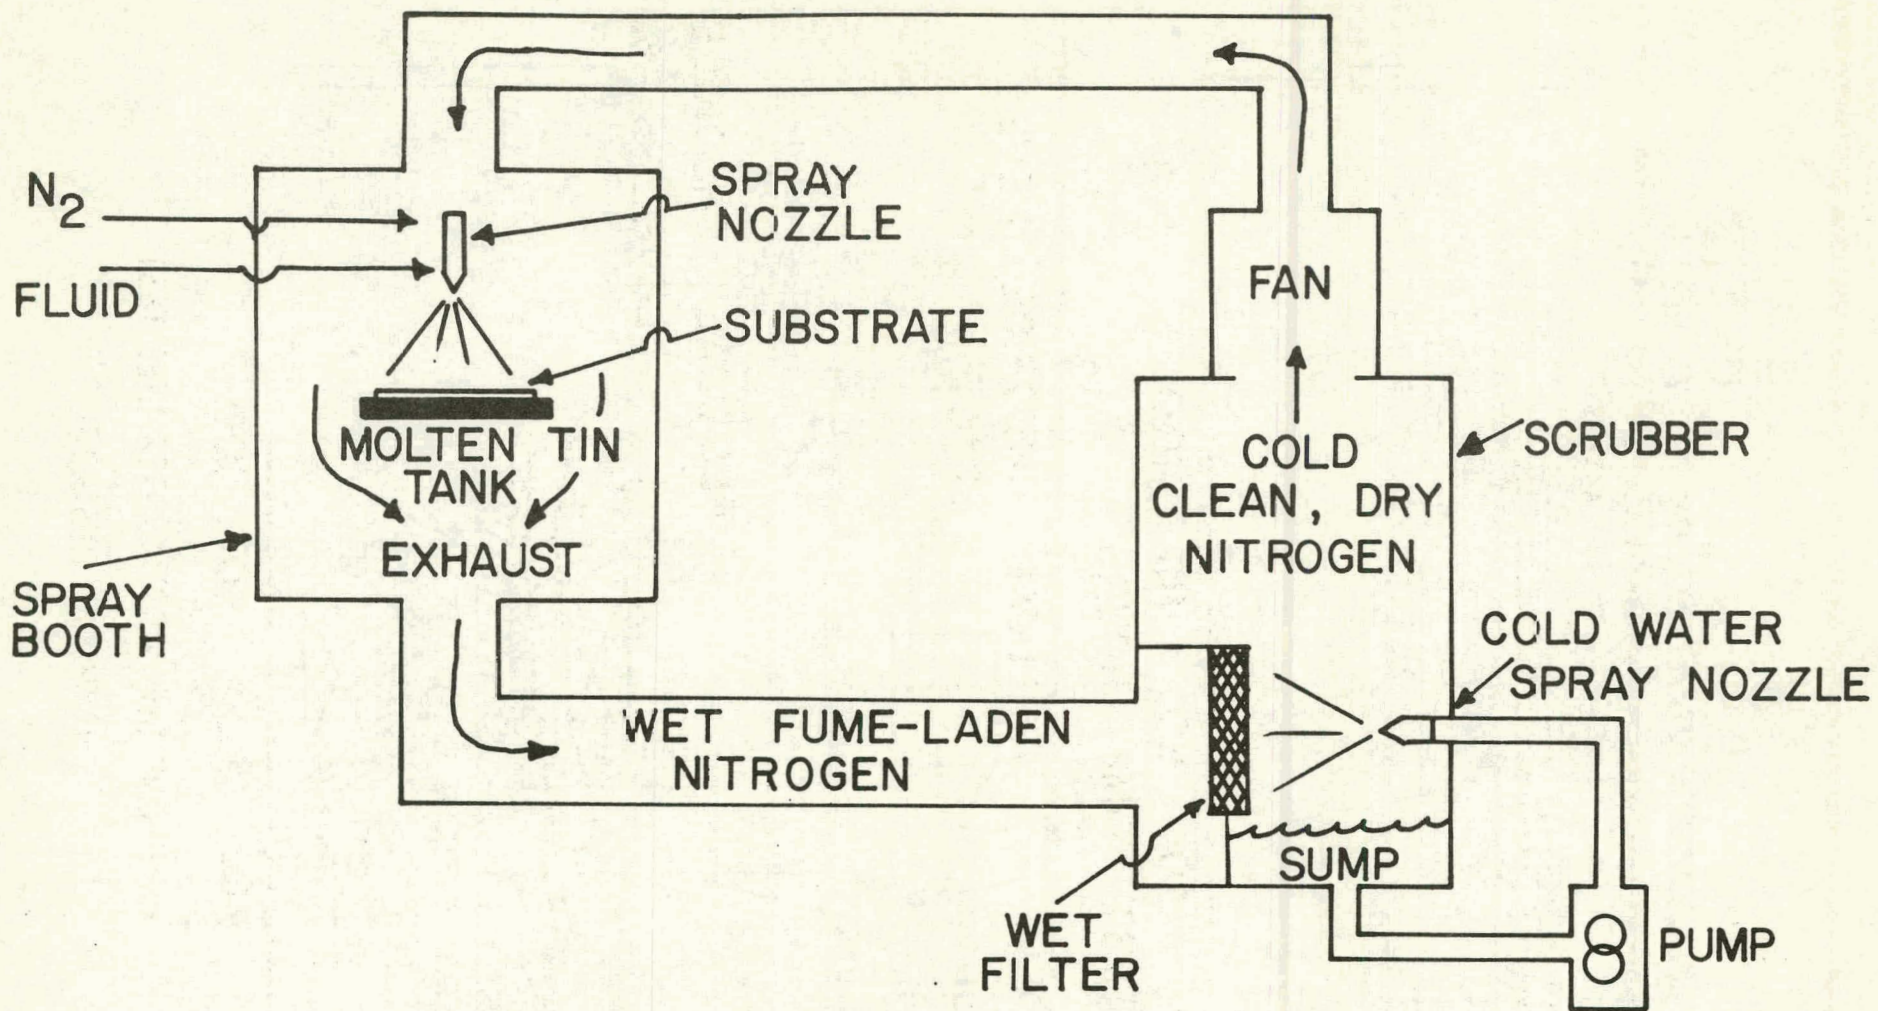 N2
FLUID
SPRAY
NOZZLE
SUBSTRATE
MOLTEN TIN
TANK
EXHAUST
SPRAY
BOOTH
FAN
COLD
CLEAN, DRY
NITROGEN
SCRUBBER
COLD WATER
SPRAY NOZZLE
WET FUME-LADEN
NITROGEN
SUMP
WET
FILTER
PUMP